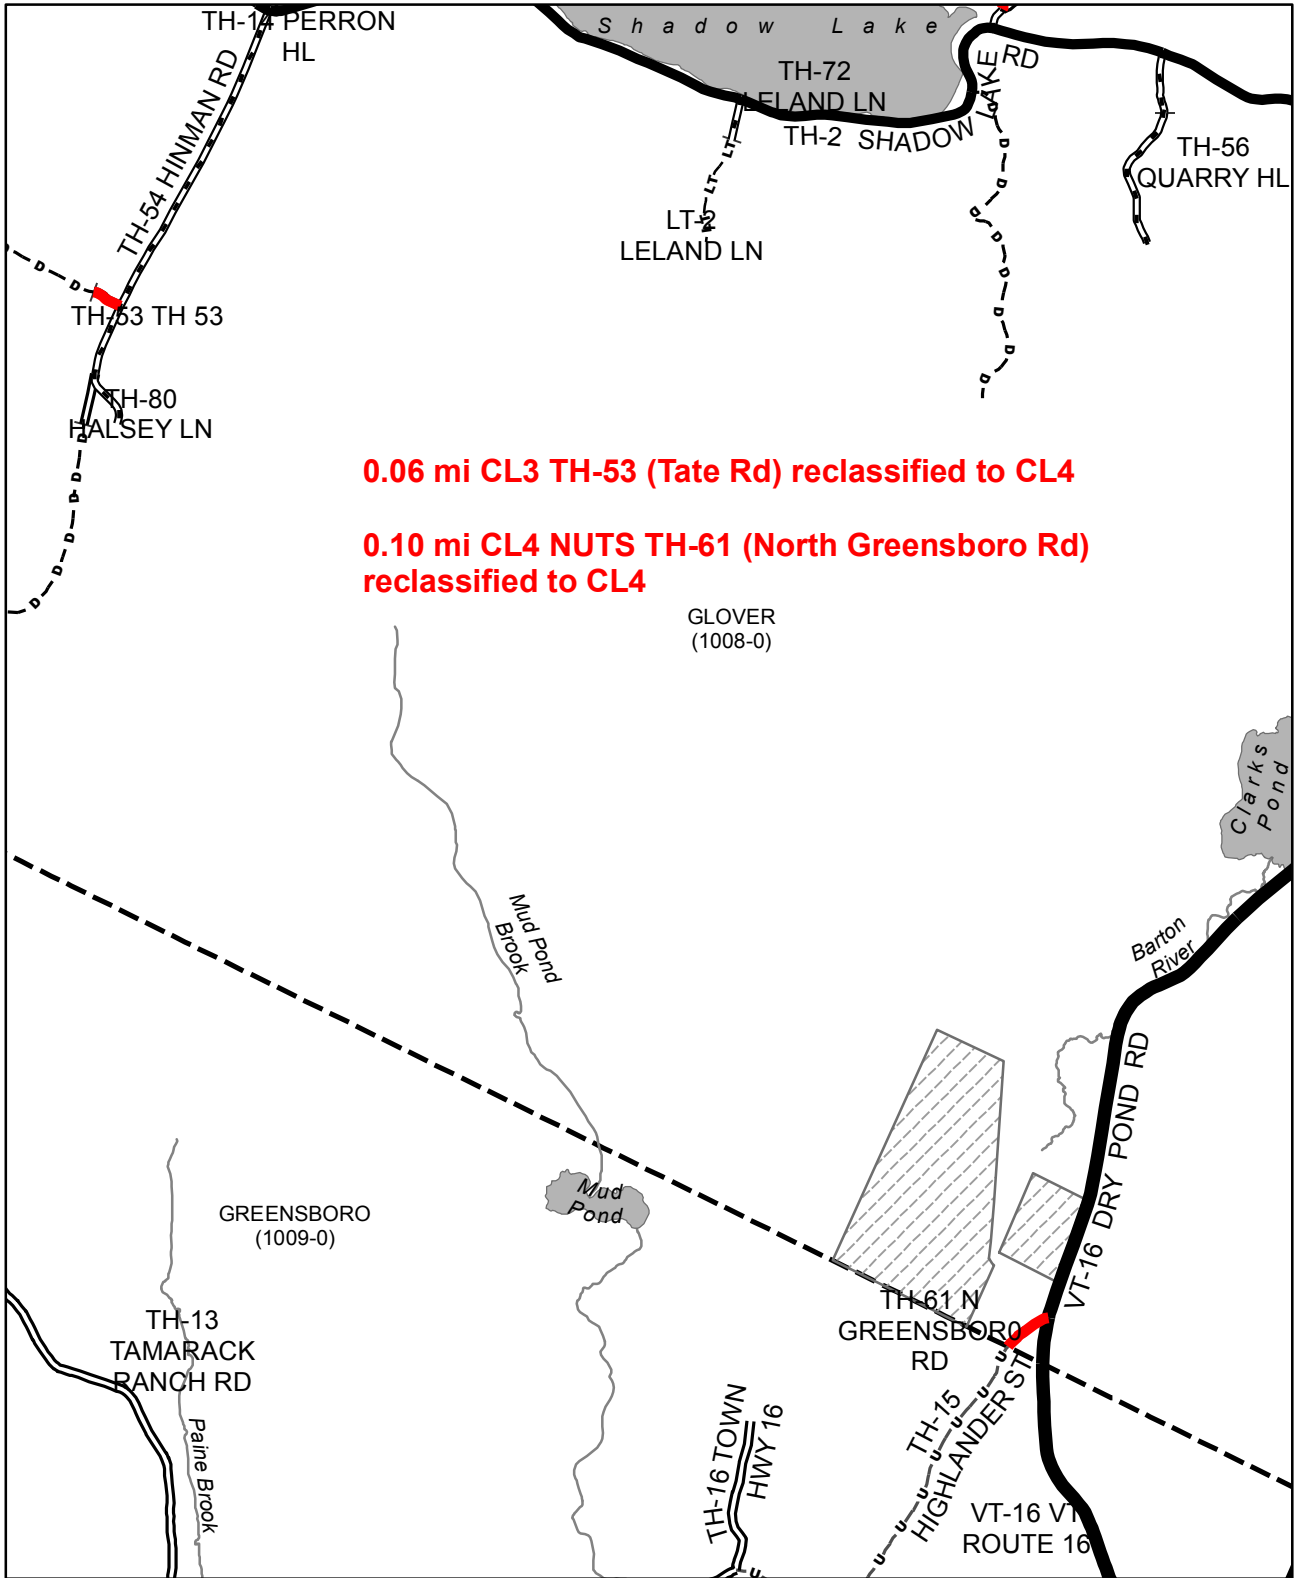 TH-14 PERRON
HL
Shadow Lake
TH-72
LELAND LN
TH-2 SHADOW LAKE RD
TH-54 HINMAN RD
TH-56
QUARRY HL
LT
LT
LT
LT-2
LELAND LN
D
D
D
D
D
D
D
D
D
D
TH-53 TH 53
TH-80
HALSEY LN
D
D
D
D
D
0.06 mi CL3 TH-53 (Tate Rd) reclassified to CL4
0.10 mi CL4 NUTS TH-61 (North Greensboro Rd)
reclassified to CL4
GLOVER
(1008-0)
Clarks
Pond
Mud Pond
Brook
Barton
River
VT-16 DRY POND RD
Mud
Pond
GREENSBORO
(1009-0)
TH-61 N
GREENSBORO
RD
TH-13
TAMARACK
RANCH RD
Paine Brook
TH-16 TOWN
HWY 16
TH-15
HIGHLANDER ST
U
U
U
U
U
U
U
U
VT-16 VT
ROUTE 16